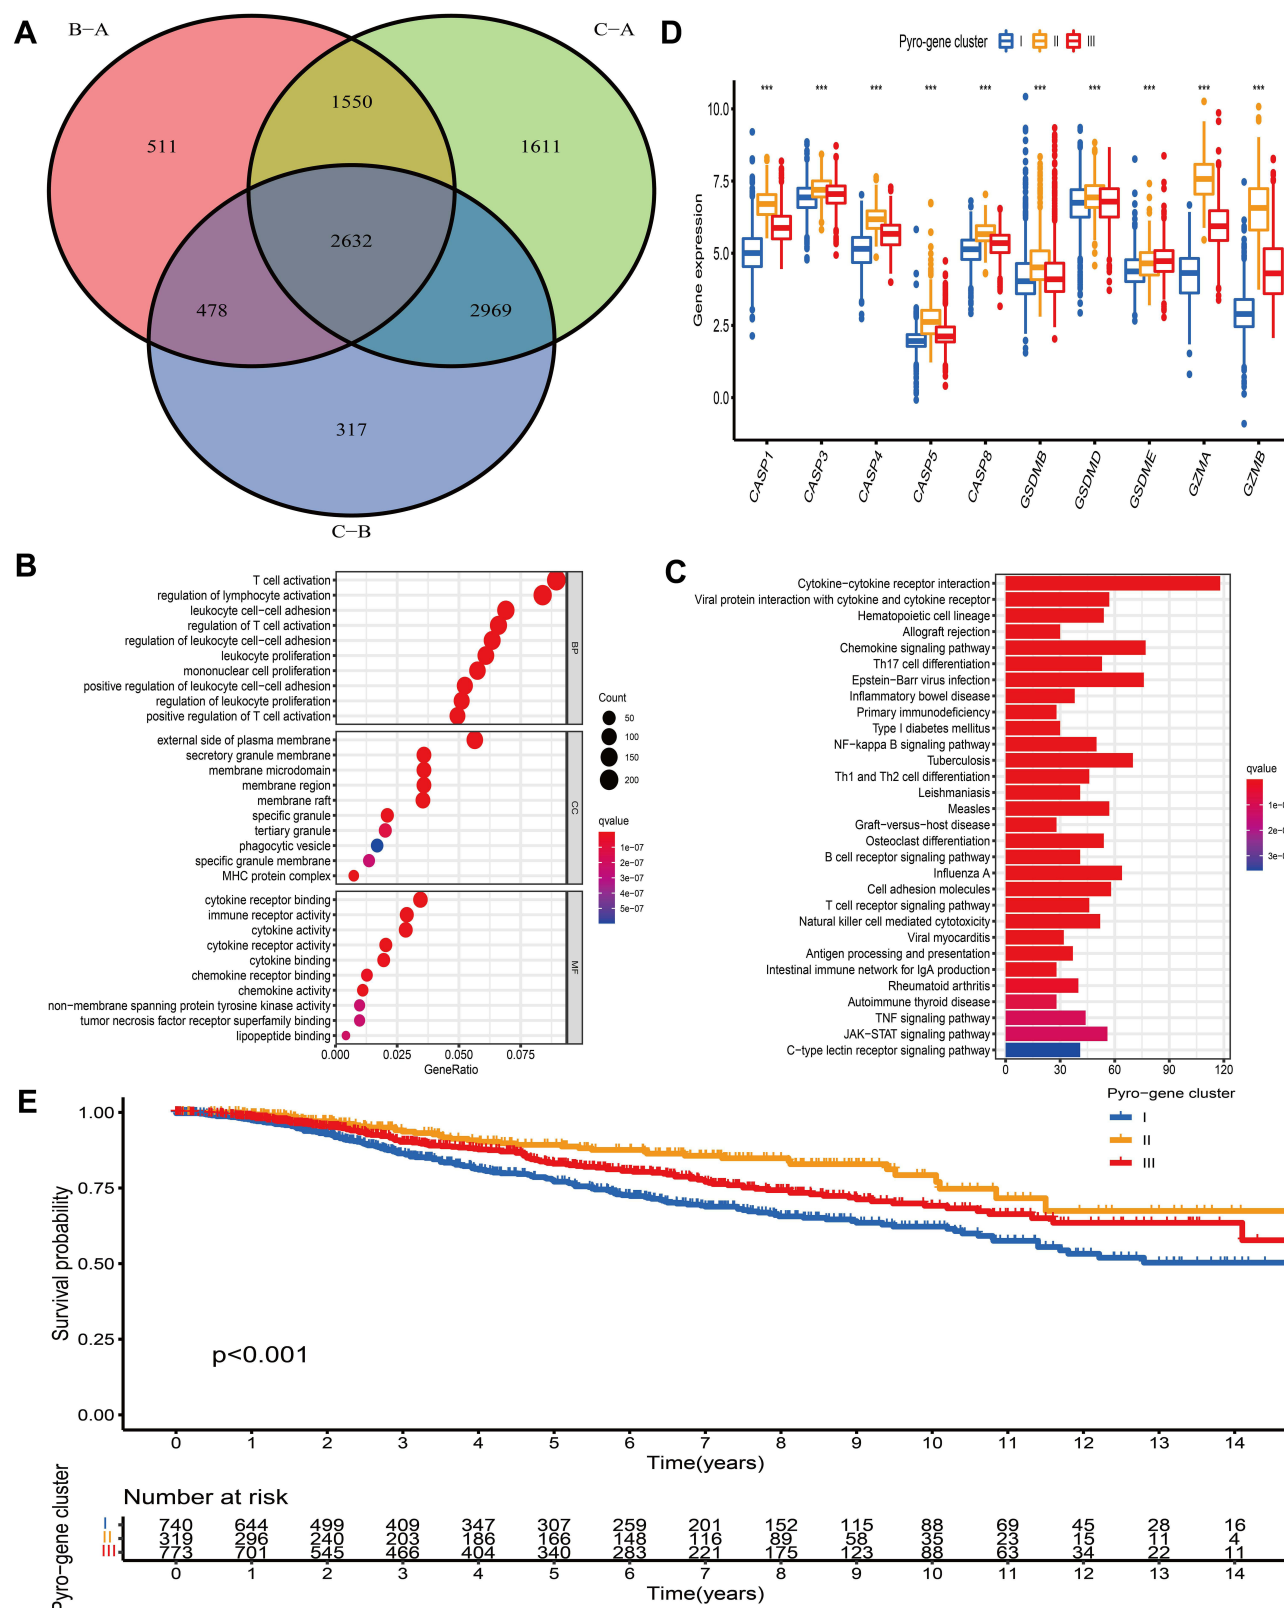 A
B−A
C−A
1550
511
1611
2632
478
2969
317
C−B
D
Pyro-gene cluster I II III
*** *** *** *** *** *** *** *** *** ***
Gene expression
10.0
7.5
5.0
2.5
0.0
CASP1 CASP3 CASP4 CASP5 CASP8 GSDMB GSDMD GSDME GZMA GZMB
B
T cell activation
regulation of lymphocyte activation
leukocyte cell-cell adhesion
regulation of T cell activation
regulation of leukocyte cell-cell adhesion
leukocyte proliferation
mononuclear cell proliferation
positive regulation of leukocyte cell-cell adhesion
regulation of leukocyte proliferation
positive regulation of T cell activation
BP
external side of plasma membrane
secretory granule membrane
membrane microdomain
membrane region
membrane raft
specific granule
tertiary granule
phagocytic vesicle
specific granule membrane
MHC protein complex
CC
cytokine receptor binding
immune receptor activity
cytokine activity
cytokine receptor activity
cytokine binding
chemokine receptor binding
chemokine activity
non-membrane spanning protein tyrosine kinase activity
tumor necrosis factor receptor superfamily binding
lipopeptide binding
MF
0.000 0.025 0.050 0.075
GeneRatio
Count
50
100
150
200
qvalue
1e-07
2e-07
3e-07
4e-07
5e-07
C
Cytokine−cytokine receptor interaction
Viral protein interaction with cytokine and cytokine receptor
Hematopoietic cell lineage
Allograft rejection
Chemokine signaling pathway
Th17 cell differentiation
Epstein−Barr virus infection
Inflammatory bowel disease
Primary immunodeficiency
Type I diabetes mellitus
NF−kappa B signaling pathway
Tuberculosis
Th1 and Th2 cell differentiation
Leishmaniasis
Measles
Graft−versus−host disease
Osteoclast differentiation
B cell receptor signaling pathway
Influenza A
Cell adhesion molecules
T cell receptor signaling pathway
Natural killer cell mediated cytotoxicity
Viral myocarditis
Antigen processing and presentation
Intestinal immune network for IgA production
Rheumatoid arthritis
Autoimmune thyroid disease
TNF signaling pathway
JAK−STAT signaling pathway
C−type lectin receptor signaling pathway
0 30 60 90 120
qvalue
1e-0
2e-0
3e-0
E
Pyro−gene cluster
I
II
III
Survival probability
1.00
0.75
0.50
0.25
0.00
p<0.001
0 1 2 3 4 5 6 7 8 9 10 11 12 13 14
Time(years)
Number at risk
Pyro−gene cluster
I 740 644 499 409 347 307 259 201 152 115 88 69 45 28 16
II 319 296 240 203 186 166 148 116 89 58 35 23 15 11 4
III 773 701 545 466 404 340 283 221 175 123 88 63 34 22 11
0 1 2 3 4 5 6 7 8 9 10 11 12 13 14
Time(years)